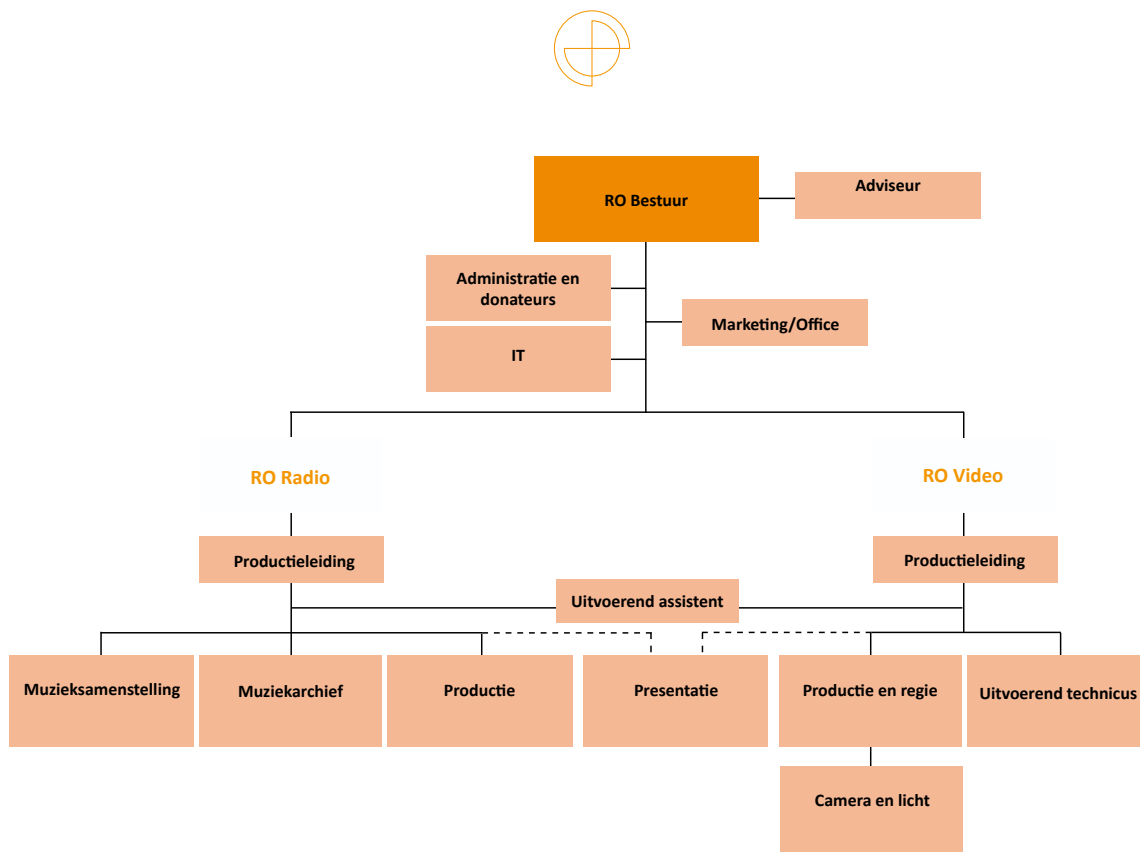 RO Bestuur
Adviseur
Administratie en
donateurs
Marketing/Office
IT
RO Radio
RO Video
Productieleiding
Productieleiding
Uitvoerend assistent
Muzieksamenstelling
Muziekarchief
Productie
Presentatie
Productie en regie
Uitvoerend technicus
Camera en licht